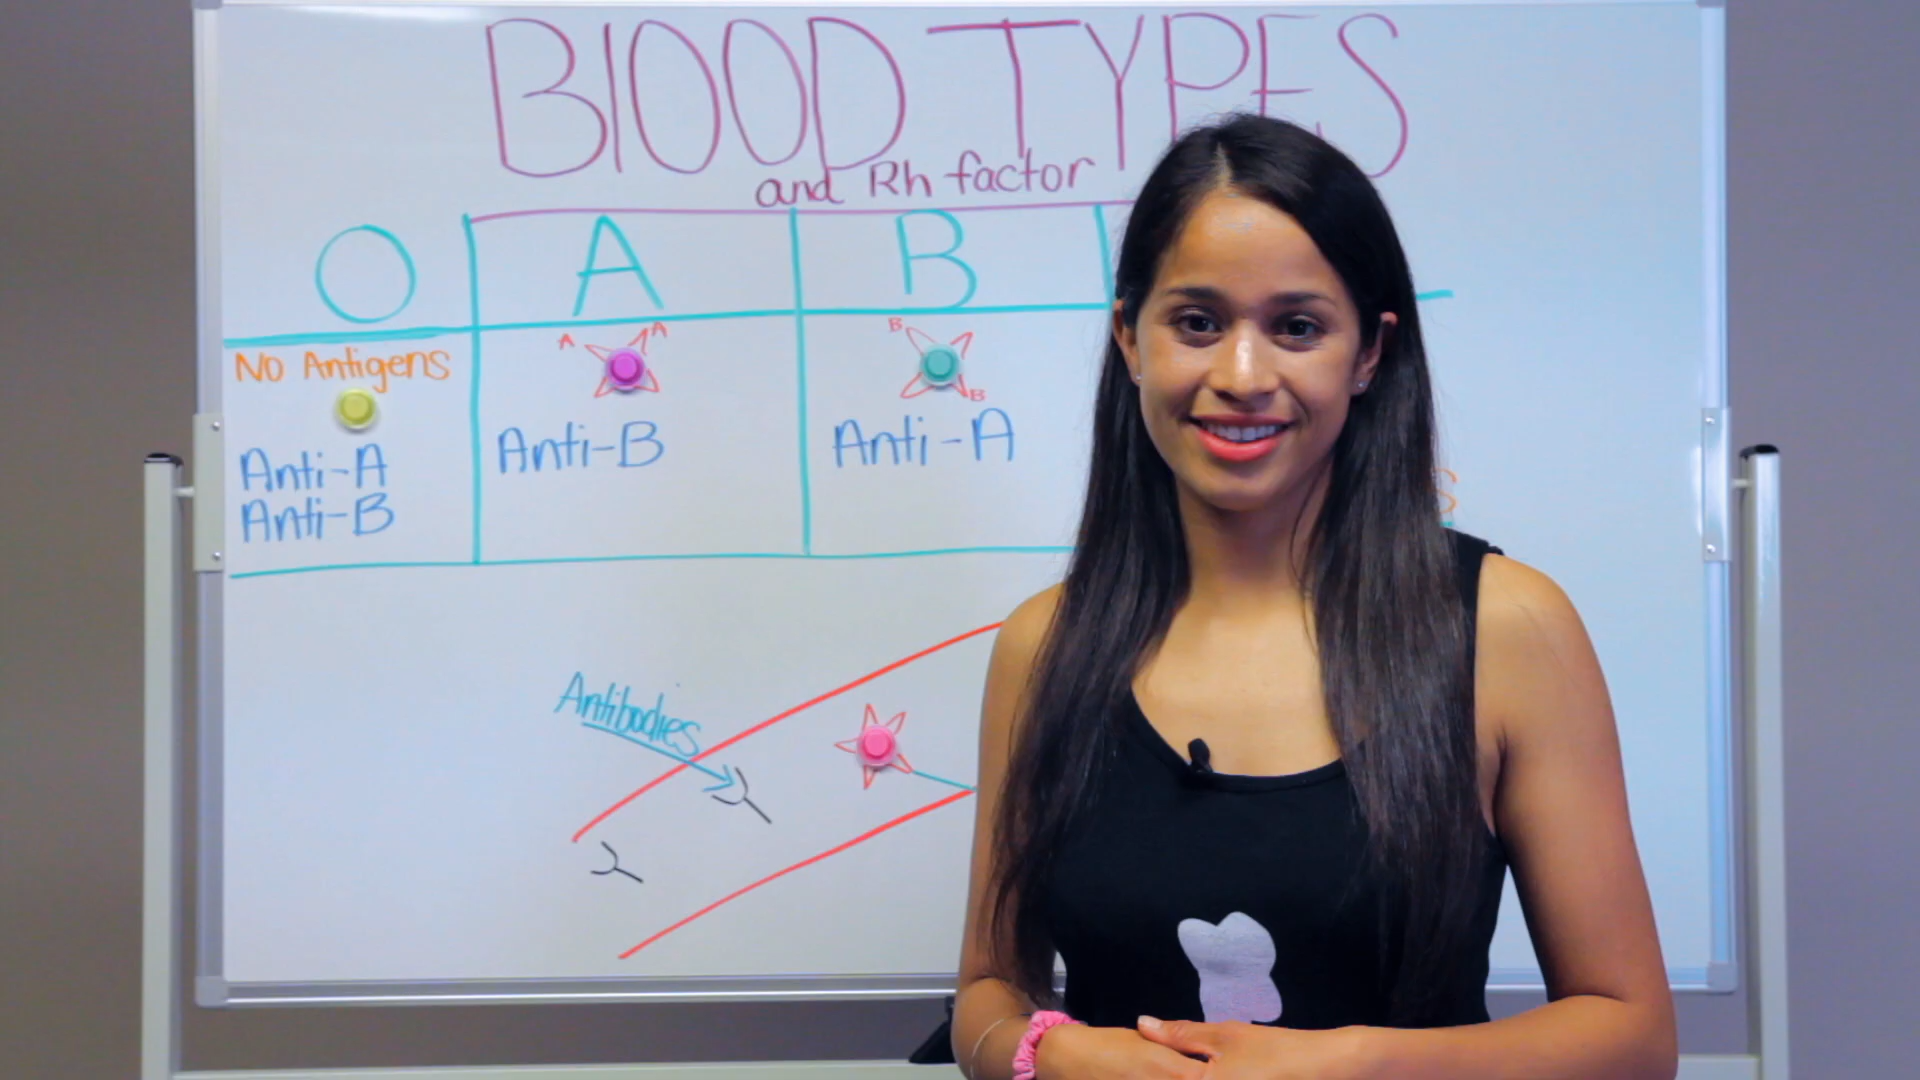 BlOOD TYPES
and Rh factor
O A B
NO Antigens
A A
B B
Anti-A
Anti-B
Anti-B
Anti-A
Antibodies